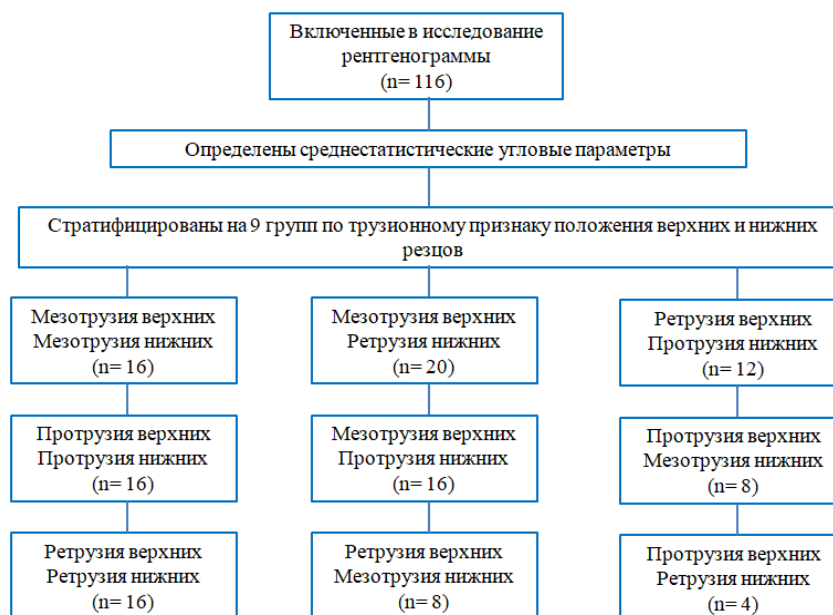 Включенные в исследование
рентгенограммы
(n= 116)
Определены среднестатистические угловые параметры
Стратифицированы на 9 групп по трузионному признаку положения верхних и нижних
резцов
Мезотрузия верхних
Мезотрузия нижних
(n= 16)
Мезотрузия верхних
Ретрузия нижних
(n= 20)
Ретрузия верхних
Протрузия нижних
(n= 12)
Протрузия верхних
Протрузия нижних
(n= 16)
Мезотрузия верхних
Протрузия нижних
(n= 16)
Протрузия верхних
Мезотрузия нижних
(n= 8)
Ретрузия верхних
Ретрузия нижних
(n= 16)
Ретрузия верхних
Мезотрузия нижних
(n= 8)
Протрузия верхних
Ретрузия нижних
(n= 4)